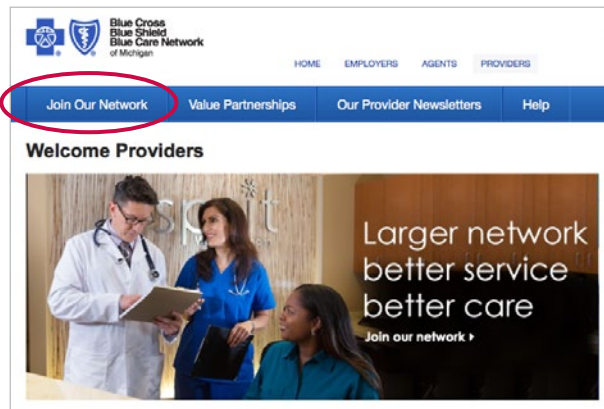 Blue Cross
Blue Shield
Blue Care Network
of Michigan
HOME EMPLOYERS AGENTS PROVIDERS
Join Our Network Value Partnerships Our Provider Newsletters Help
Welcome Providers
Larger network
better service
better care
Join our network ▸